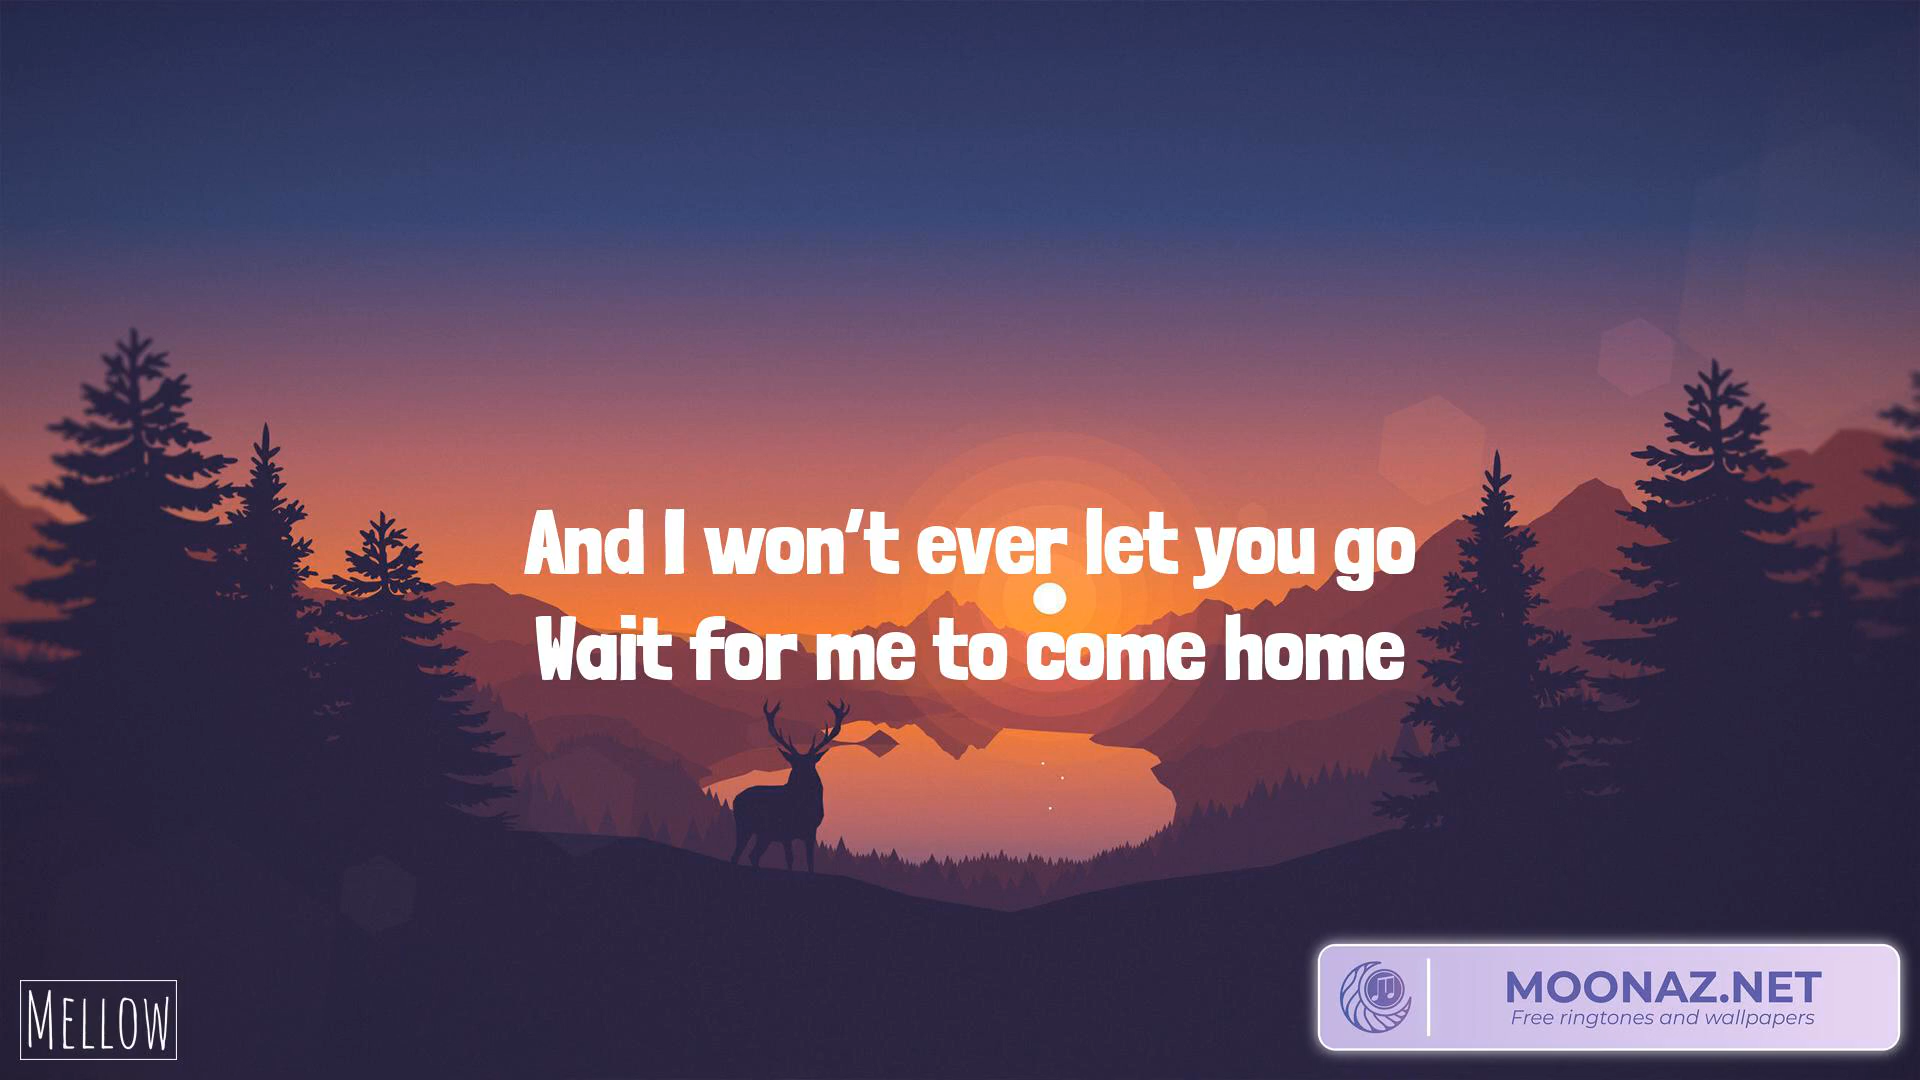 And I won't ever let you go
Wait for me to come home
MELLOW
MOONAZ.NET
Free ringtones and wallpapers